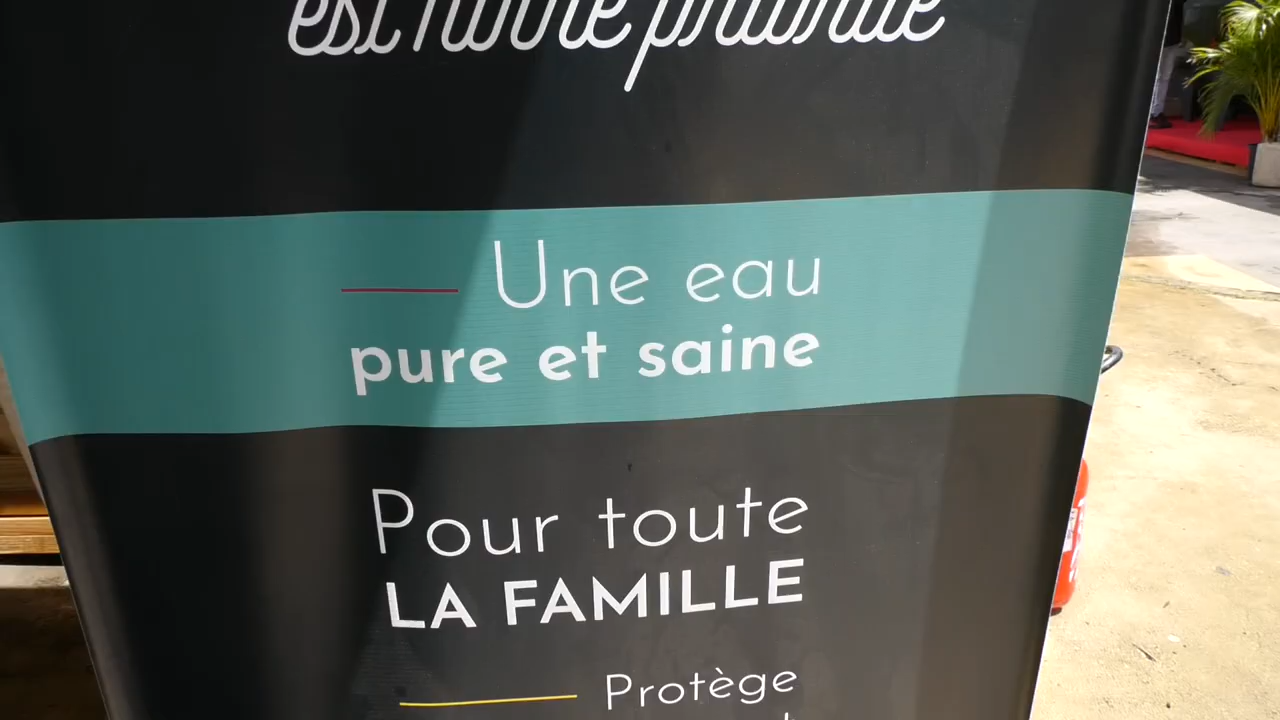 est notre priorité
Une eau
pure et saine
Pour toute
LA FAMILLE
Protège